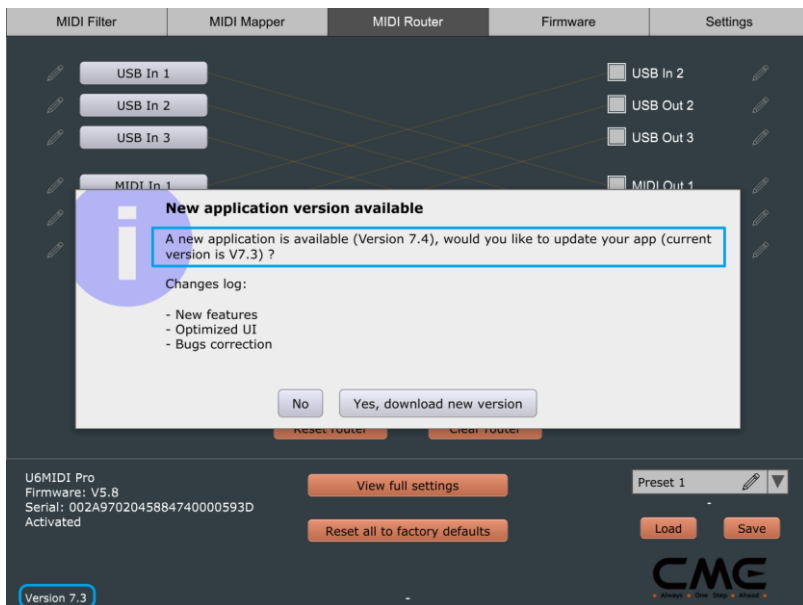 MIDI Filter MIDI Mapper MIDI Router Firmware Settings
USB In 1 USB In 2
USB In 2 USB Out 2
USB In 3 USB Out 3
MIDI In 1 MIDI Out 1
New application version available
A new application is available (Version 7.4), would you like to update your app (current
version is V7.3) ?
Changes log:
- New features
- Optimized UI
- Bugs correction
No Yes, download new version
Reset router Clear router
U6MIDI Pro
Firmware: V5.8
Serial: 002A9702045884740000593D
Activated
View full settings
Reset all to factory defaults
Preset 1
-
Load Save
Version 7.3
-
CME
Always One Step Ahead